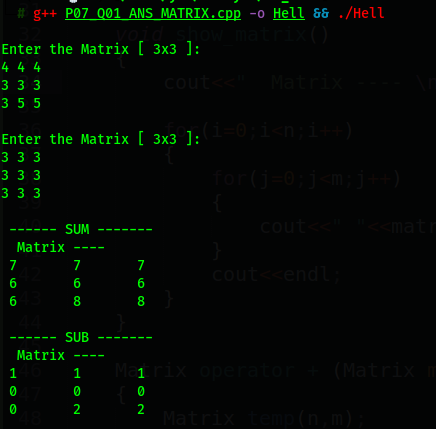 # g++ P07_Q01_ANS_MATRIX.cpp -o Hell && ./Hell
Enter the Matrix [ 3x3 ]:
4 4 4
3 3 3
3 5 5
Enter the Matrix [ 3x3 ]:
3 3 3
3 3 3
3 3 3
------ SUM -------
Matrix ----
7 7 7
6 6 6
6 8 8
------ SUB -------
Matrix ----
1 1 1
0 0 0
0 2 2
show_matrix()
{
cout<<" Matrix ---- \n
for(i=0;i<n;i++)
{
for(j=0;j<m;j++)
{
cout<<" "<<matr
}
cout<<endl;
}
}
Matrix operator + (Matrix m
{
Matrix temp(n,m);